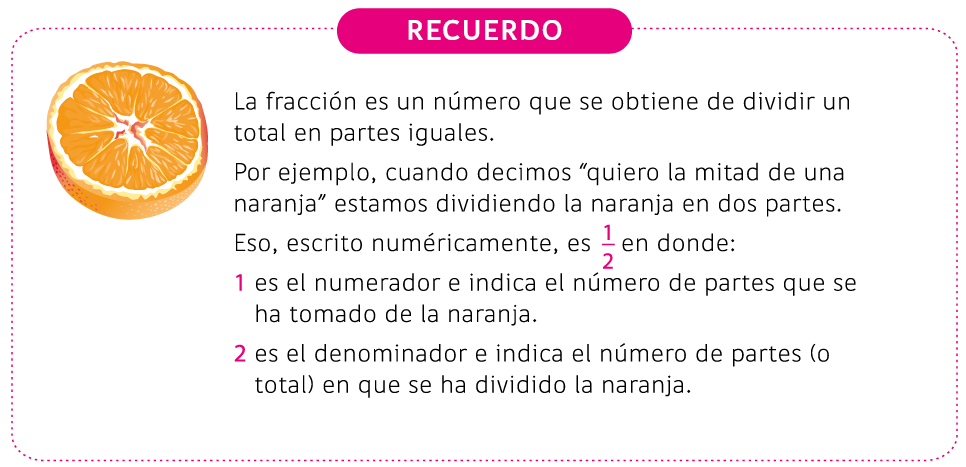 RECUERDO
La fracción es un número que se obtiene de dividir un
total en partes iguales.
Por ejemplo, cuando decimos “quiero la mitad de una
naranja” estamos dividiendo la naranja en dos partes.
Eso, escrito numéricamente, es 1/2 en donde:
1 es el numerador e indica el número de partes que se
ha tomado de la naranja.
2 es el denominador e indica el número de partes (o
total) en que se ha dividido la naranja.